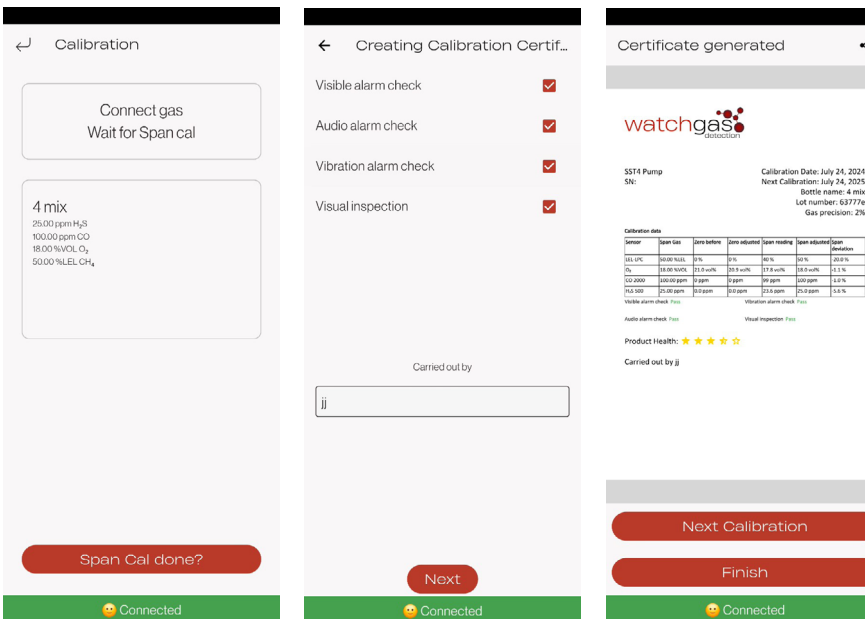 Calibration
Connect gas
Wait for Span cal
4 mix
25.00 ppm H₂S
100.00 ppm CO
18.00 %VOL O₂
50.00 %LEL CH₄
Span Cal done?
Connected
Creating Calibration Certif...
Visible alarm check
Audio alarm check
Vibration alarm check
Visual inspection
Carried out by
jj
Next
Connected
Certificate generated
watchgas
detection
SST4 Pump
SN:
Calibration Date: July 24, 2024
Next Calibration: July 24, 2025
Bottle name: 4 mix
Lot number: 63777e
Gas precision: 2%
Calibration data
Sensor Span Gas Zero before Zero adjusted Span reading Span adjusted Span deviation
LEL-LPC 50.00 %LEL 0 % 0 % 40 % 50 % -20.0 %
O₂ 18.00 %VOL 21.0 vol% 20.9 vol% 17.8 vol% 18.0 vol% -1.1 %
CO 2000 100.00 ppm 0 ppm 0 ppm 99 ppm 100 ppm -1.0 %
H₂S 500 25.00 ppm 0.0 ppm 0.0 ppm 23.6 ppm 25.0 ppm -5.6 %
Visible alarm check Pass Vibration alarm check Pass
Audio alarm check Pass Visual inspection Pass
Product Health:
Carried out by jj
Next Calibration
Finish
Connected